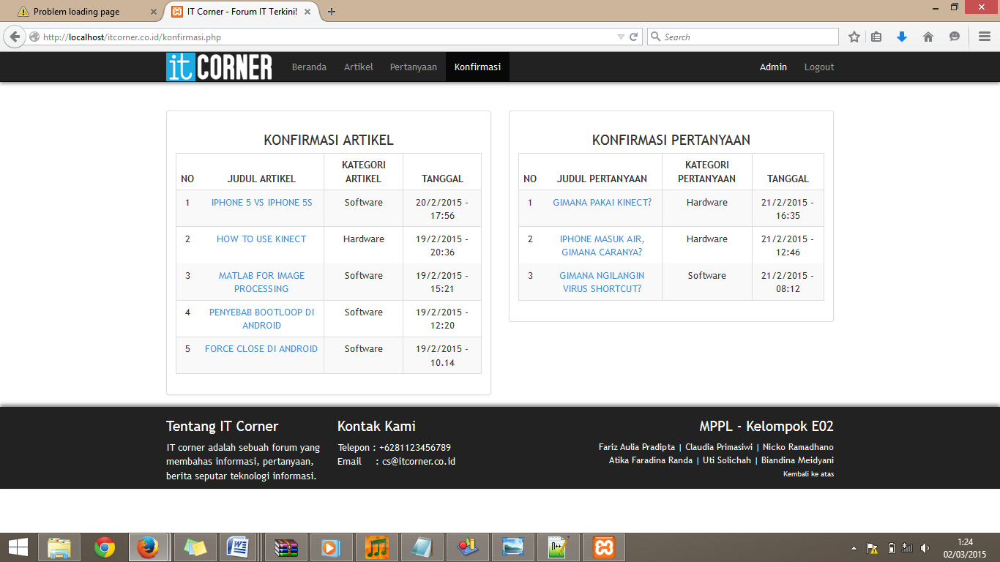 Problem loading page
IT Corner - Forum IT Terkini!
http://localhost/itcorner.co.id/konfirmasi.php
Search
it CORNER Beranda Artikel Pertanyaan Konfirmasi Admin Logout
KONFIRMASI ARTIKEL
NO JUDUL ARTIKEL KATEGORI ARTIKEL TANGGAL
1 IPHONE 5 VS IPHONE 5S Software 20/2/2015 - 17:56
2 HOW TO USE KINECT Hardware 19/2/2015 - 20:36
3 MATLAB FOR IMAGE PROCESSING Software 19/2/2015 - 15:21
4 PENYEBAB BOOTLOOP DI ANDROID Software 19/2/2015 - 12:20
5 FORCE CLOSE DI ANDROID Software 19/2/2015 - 10.14
KONFIRMASI PERTANYAAN
NO JUDUL PERTANYAAN KATEGORI PERTANYAAN TANGGAL
1 GIMANA PAKAI KINECT? Hardware 21/2/2015 - 16:35
2 IPHONE MASUK AIR, GIMANA CARANYA? Hardware 21/2/2015 - 12:46
3 GIMANA NGILANGIN VIRUS SHORTCUT? Software 21/2/2015 - 08:12
Tentang IT Corner
IT corner adalah sebuah forum yang
membahas informasi, pertanyaan,
berita seputar teknologi informasi.
Kontak Kami
Telepon : +6281123456789
Email : cs@itcorner.co.id
MPPL - Kelompok E02
Fariz Aulia Pradipta | Claudia Primasiwi | Nicko Ramadhano
Atika Faradina Randa | Uti Solichah | Biandina Meidyani
Kembali ke atas
1:24
02/03/2015